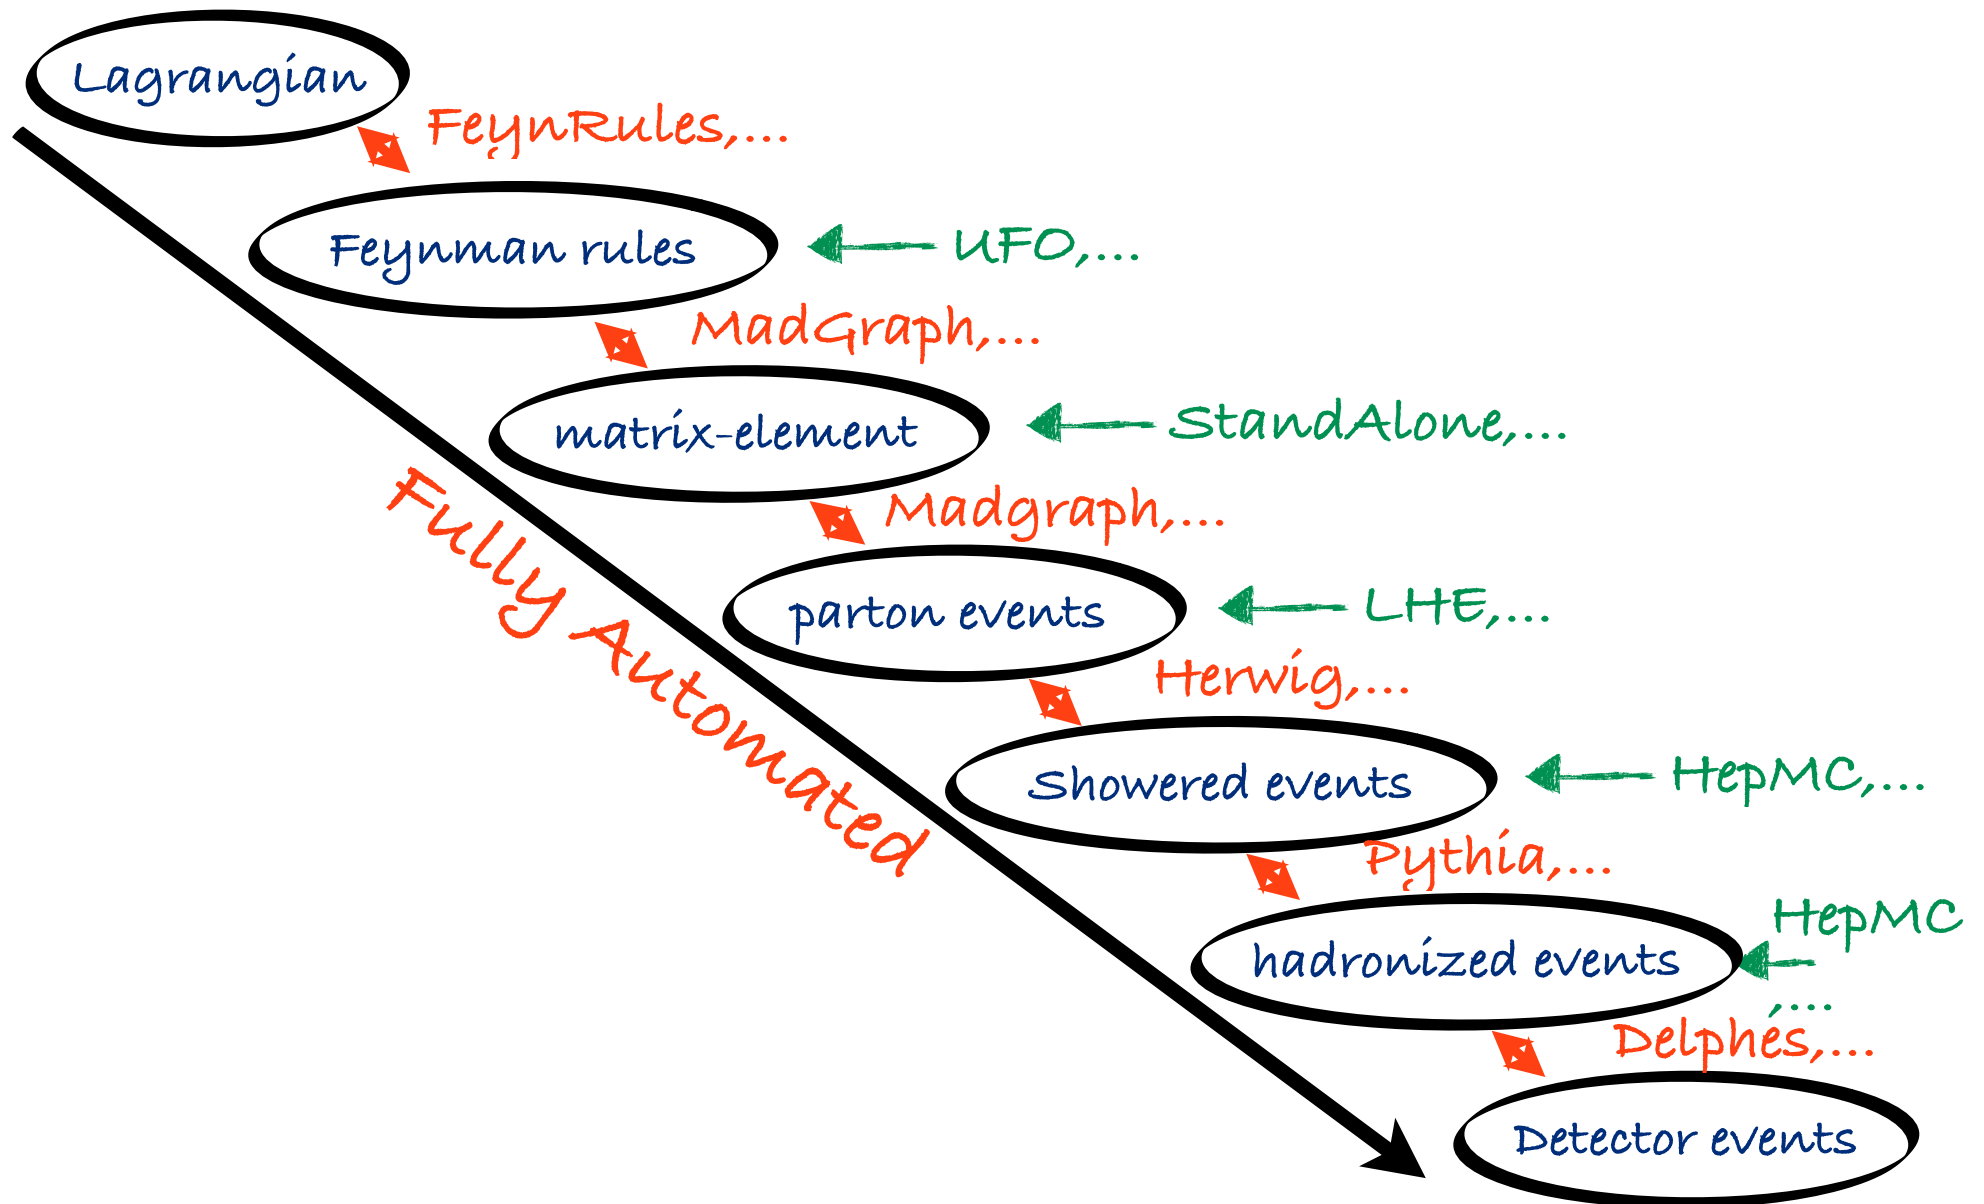 Lagrangian
FeynRules,...
Feynman rules
UFO,...
MadGraph,...
matrix-element
StandAlone,...
Madgraph,...
parton events
LHE,...
Herwig,...
Showered events
HepMC,...
Pythia,...
hadronized events
HepMC
,....
Delphes,...
Detector events
Fully Automated